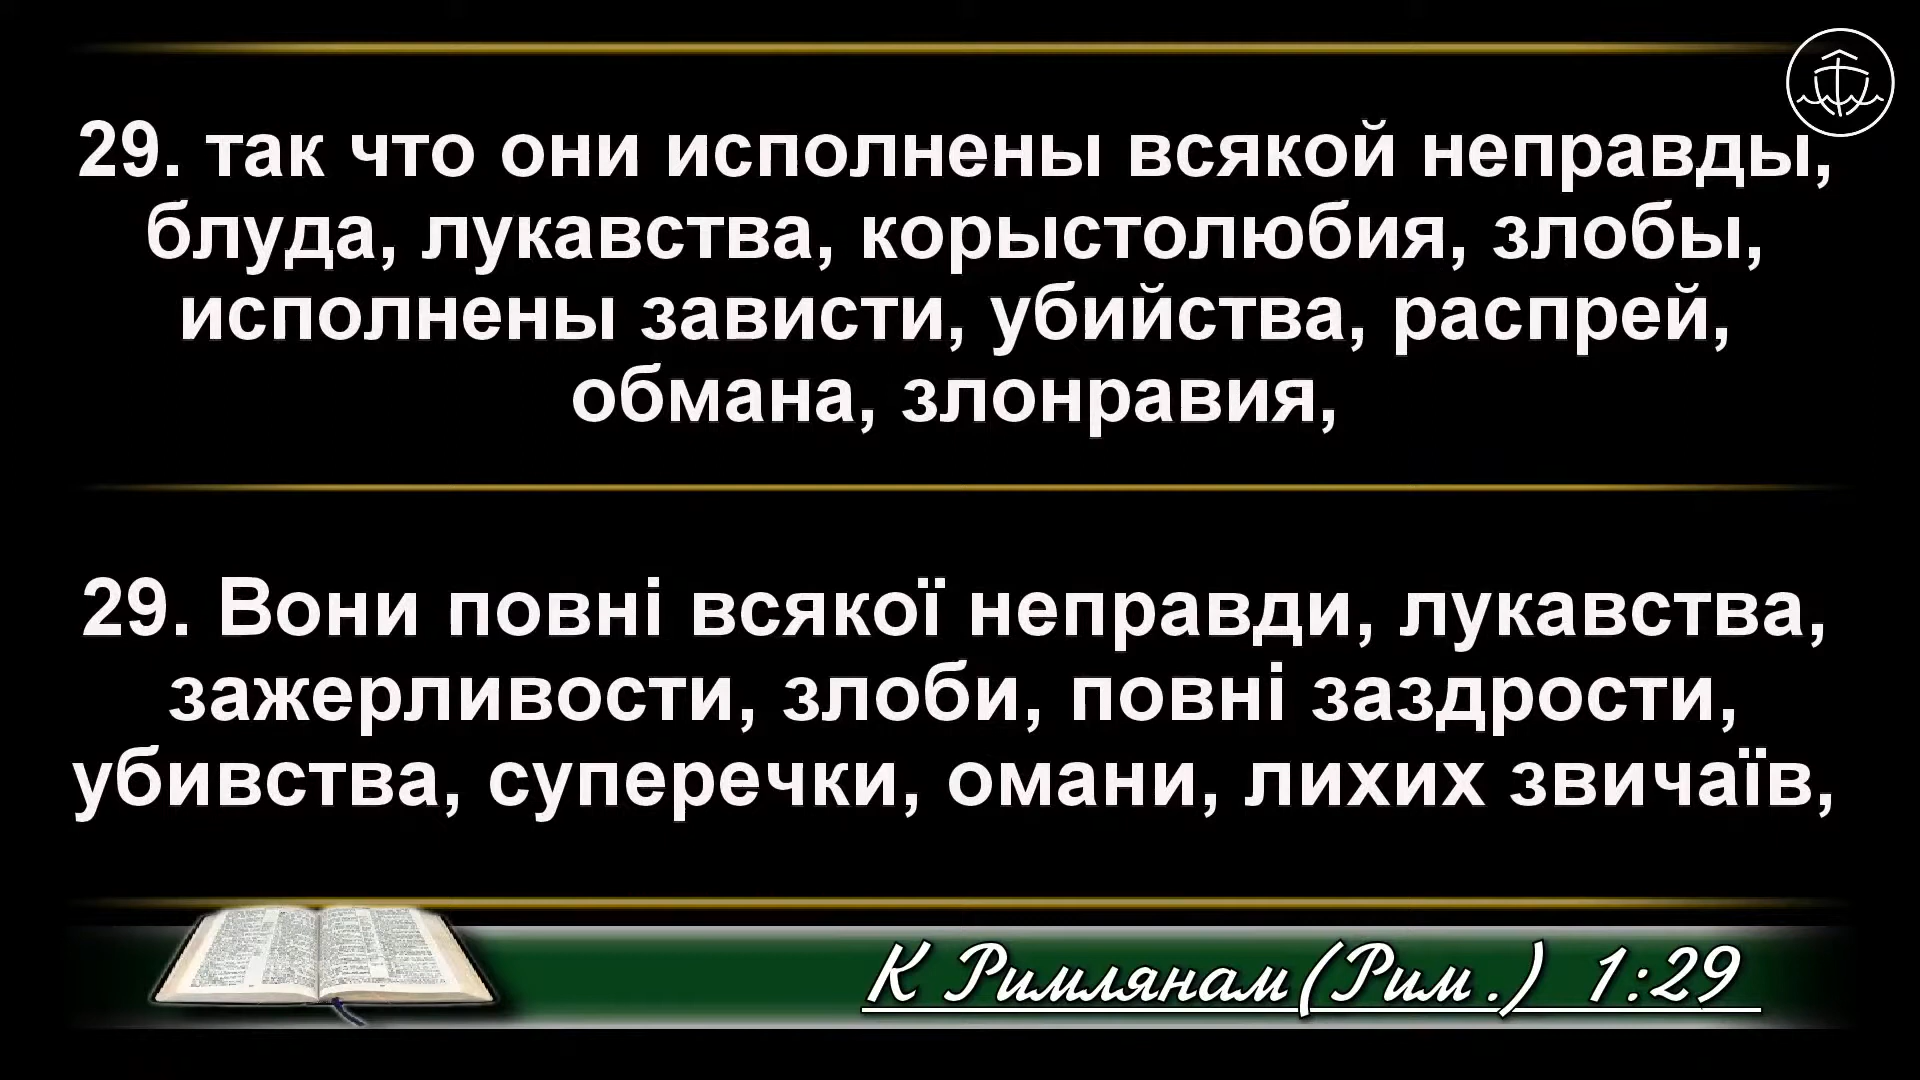 29. так что они исполнены всякой неправды,
блуда, лукавства, корыстолюбия, злобы,
исполнены зависти, убийства, распрей,
обмана, злонравия,
29. Вони повні всякої неправди, лукавства,
зажерливости, злоби, повні заздрости,
убивства, суперечки, омани, лихих звичаїв,
К Римлянам(Рим.) 1:29